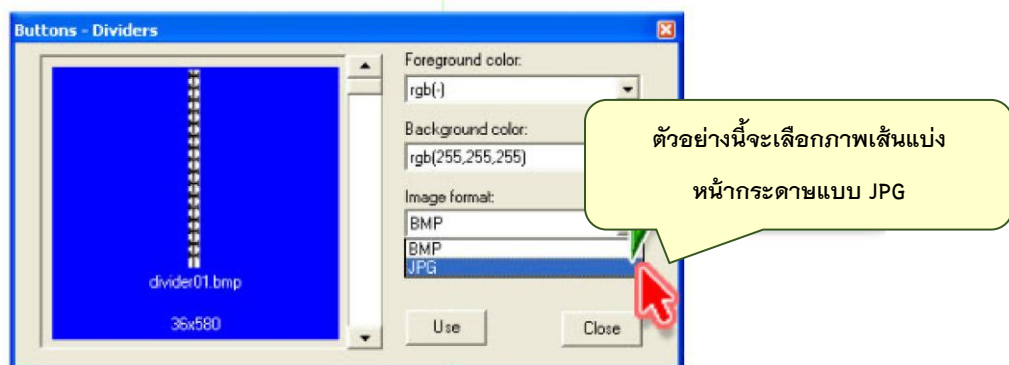 Buttons - Dividers
Foreground color:
rgb(-)
Background color:
rgb(255,255,255)
Image format:
BMP
BMP
JPG
divider01.bmp
36x580
Use
Close
ตัวอย่างนี้จะเลือกภาพเส้นแบ่ง
หน้ากระดาษแบบ JPG